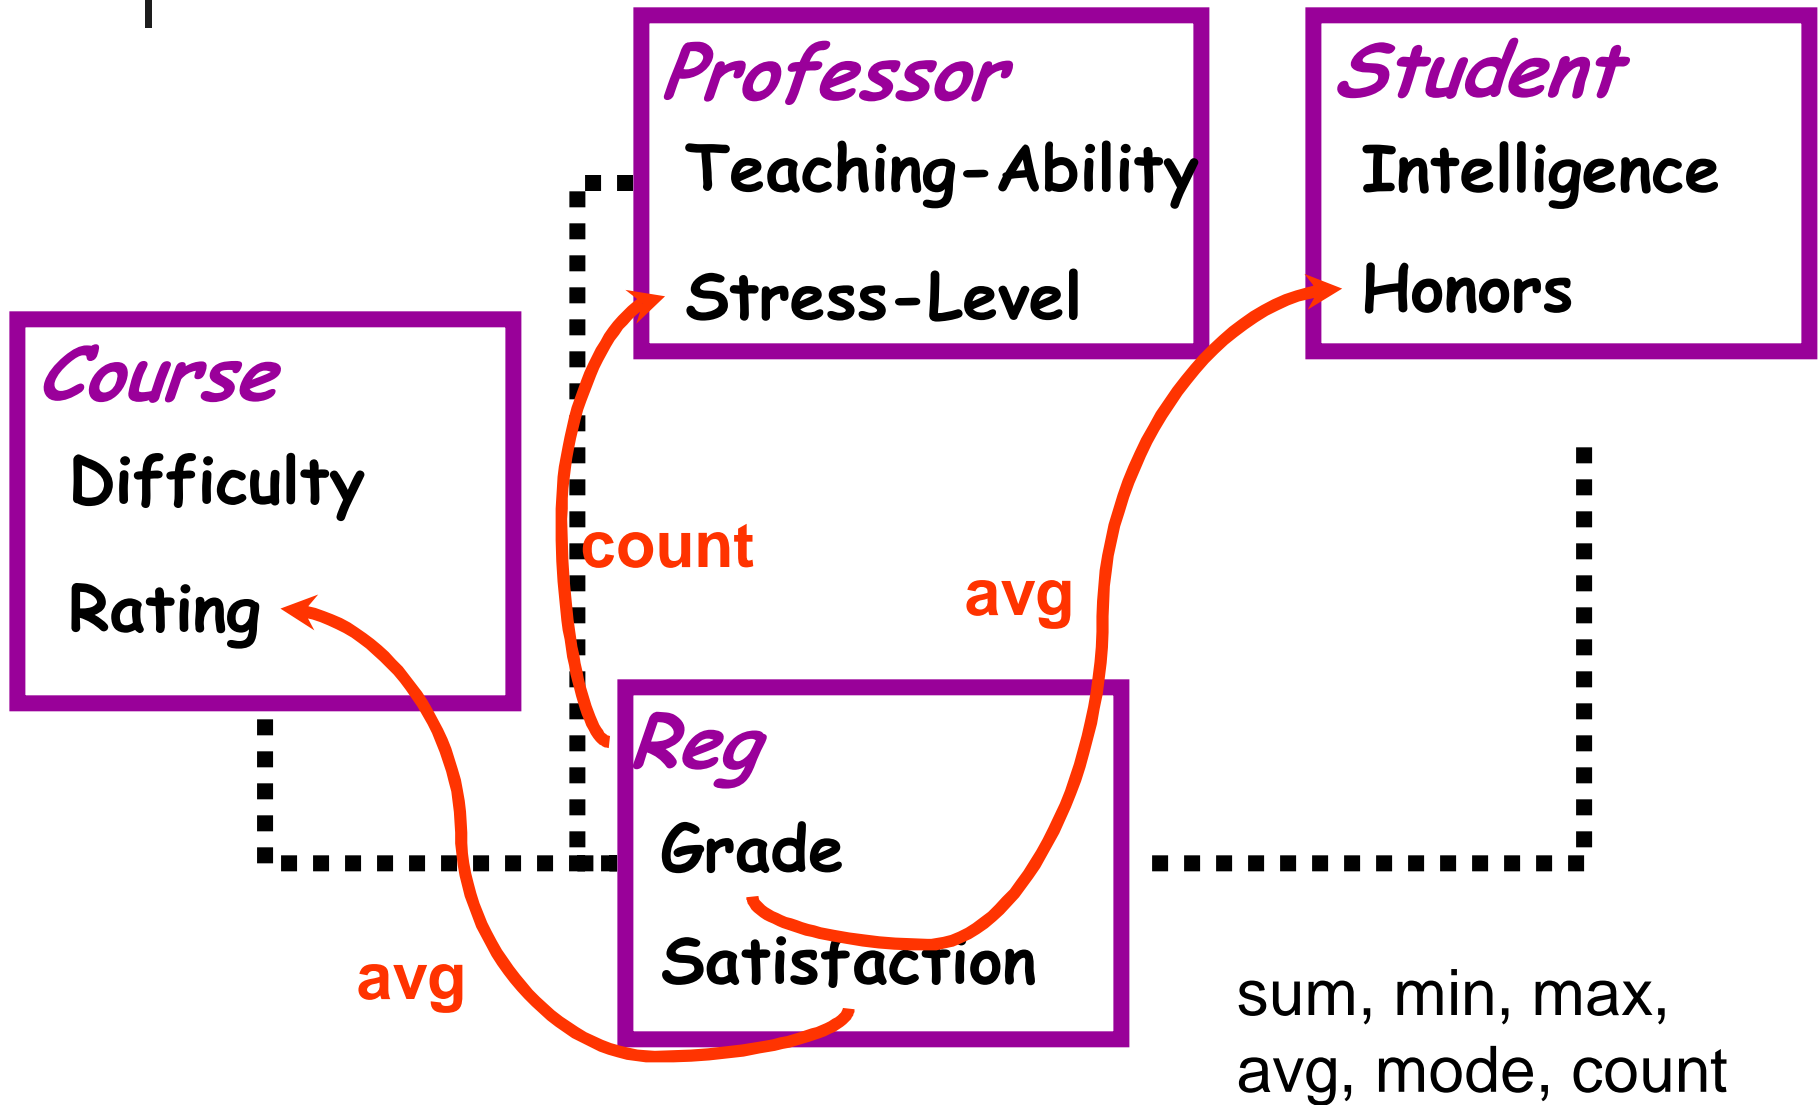 Professor
Teaching-Ability
Stress-Level
Student
Intelligence
Honors
Course
Difficulty
Rating
count
avg
Reg
Grade
Satisfaction
avg
sum, min, max,
avg, mode, count